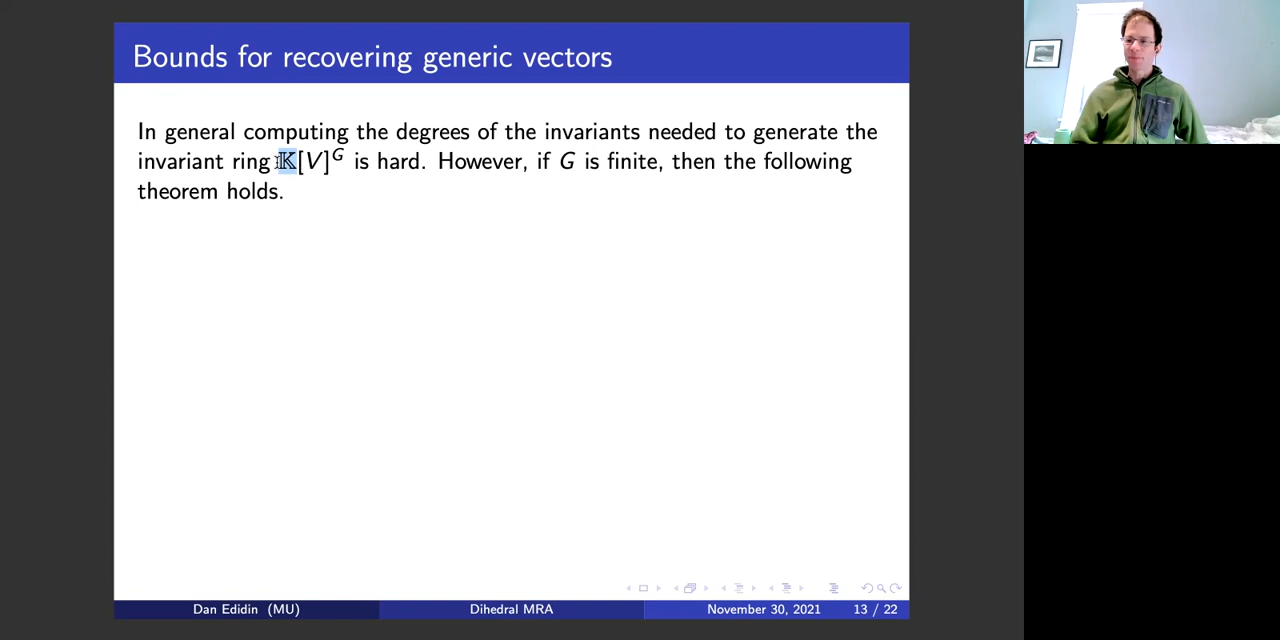 Bounds for recovering generic vectors
In general computing the degrees of the invariants needed to generate the
invariant ring 𝕂[V]^G is hard. However, if G is finite, then the following
theorem holds.
Dan Edidin (MU) Dihedral MRA November 30, 2021 13 / 22